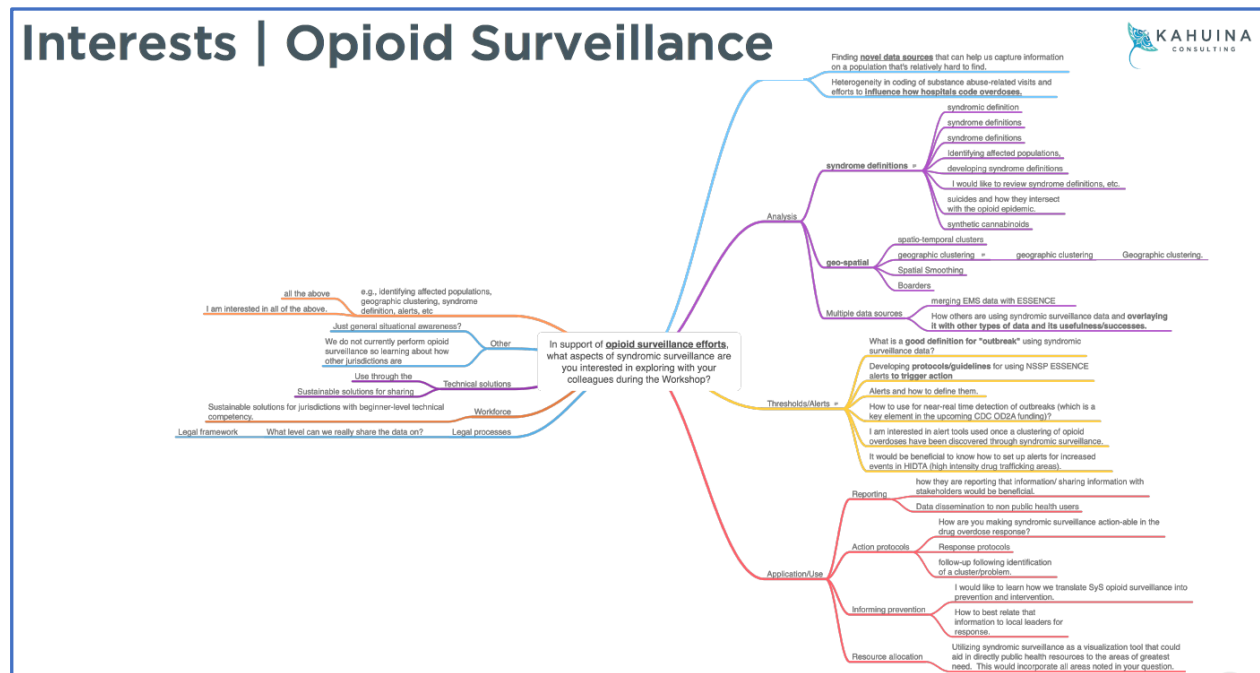 Interests | Opioid Surveillance
KAHUINA
CONSULTING
Finding novel data sources that can help us capture information
on a population that's relatively hard to find.
Heterogeneity in coding of substance abuse-related visits and
efforts to influence how hospitals code overdoses.
Analysis
syndrome definitions
syndromic definition
syndrome definitions
syndrome definitions
Identifying affected populations,
developing syndrome definitions
I would like to review syndrome definitions, etc.
suicides and how they intersect
with the opioid epidemic.
synthetic cannabinoids
geo-spatial
spatio-temporal clusters
geographic clustering
geographic clustering
Geographic clustering.
Spatial Smoothing
Boarders
Multiple data sources
merging EMS data with ESSENCE
How others are using syndromic surveillance data and overlaying
it with other types of data and its usefulness/successes.
In support of opioid surveillance efforts,
what aspects of syndromic surveillance are
you interested in exploring with your
colleagues during the Workshop?
all the above
I am interested in all of the above.
e.g., identifying affected populations,
geographic clustering, syndrome
definition, alerts, etc
Other
Just general situational awareness?
We do not currently perform opioid
surveillance so learning about how
other jurisdictions are
Technical solutions
Use through the
Sustainable solutions for sharing
Workforce
Sustainable solutions for jurisdictions with beginner-level technical
competency,
Legal processes
What level can we really share the data on?
Legal framework
Thresholds/Alerts
What is a good definition for "outbreak" using syndromic
surveillance data?
Developing protocols/guidelines for using NSSP ESSENCE
alerts to trigger action
Alerts and how to define them.
How to use for near-real time detection of outbreaks (which is a
key element in the upcoming CDC OD2A funding)?
I am interested in alert tools used once a clustering of opioid
overdoses have been discovered through syndromic surveillance.
It would be beneficial to know how to set up alerts for increased
events in HIDTA (high intensity drug trafficking areas).
Application/Use
Reporting
how they are reporting that information/ sharing information with
stakeholders would be beneficial.
Data dissemination to non public health users
Action protocols
How are you making syndromic surveillance action-able in the
drug overdose response?
Response protocols
follow-up following identification
of a cluster/problem.
Informing prevention
I would like to learn how we translate SyS opioid surveillance into
prevention and intervention.
How to best relate that
information to local leaders for
response.
Resource allocation
Utilizing syndromic surveillance as a visualization tool that could
aid in directly public health resources to the areas of greatest
need. This would incorporate all areas noted in your question.